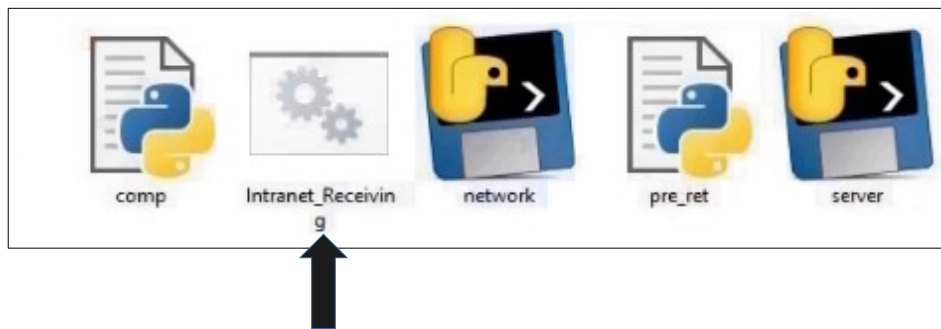 comp
Intranet_Receivin
g
network
pre_ret
server